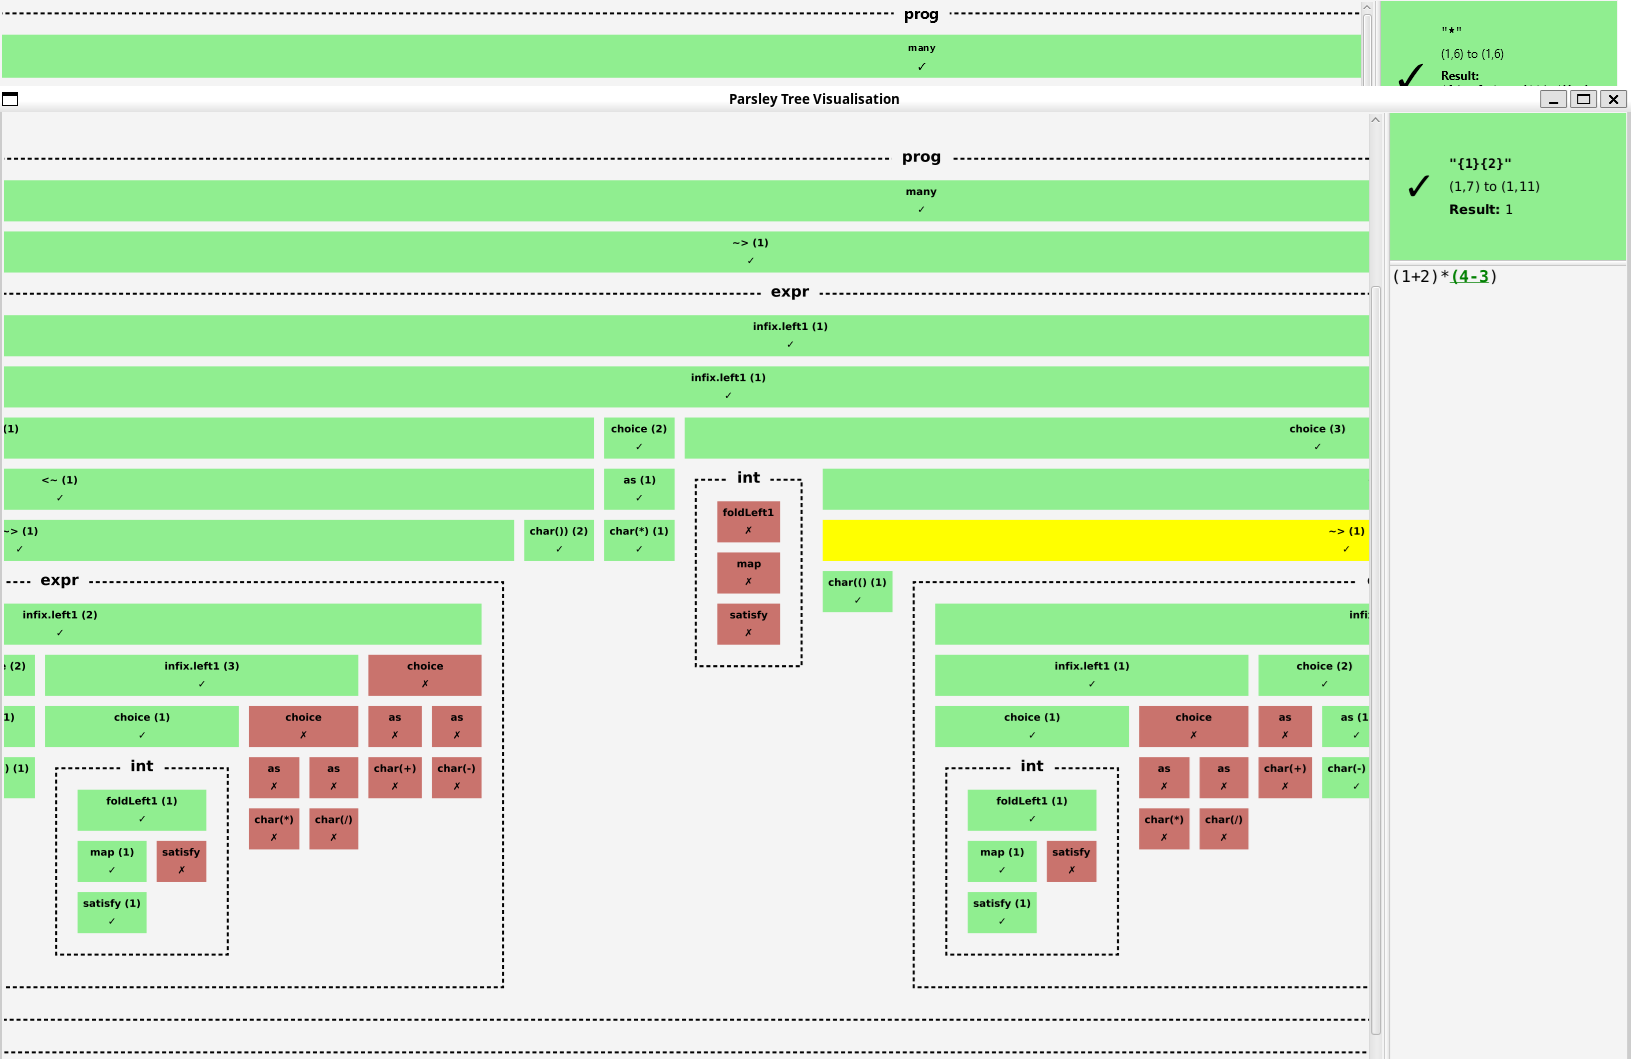 prog
many
✓
"*"
(1,6) to (1,6)
✓
Result:
Parsley Tree Visualisation
prog
many
✓
~> (1)
✓
expr
infix.left1 (1)
✓
infix.left1 (1)
✓
(1)
choice (2)
✓
choice (3)
✓
<~ (1)
✓
as (1)
✓
int
~> (1)
✓
char()) (2)
✓
char(*) (1)
✓
foldLeft1
✗
map
✗
satisfy
✗
~> (1)
✓
char(() (1)
✓
expr
infix.left1 (2)
✓
(2)
infix.left1 (3)
✓
choice
✗
1)
choice (1)
✓
choice
✗
as
✗
as
✗
) (1)
int
as
✗
as
✗
char(+)
✗
char(-)
✗
foldLeft1 (1)
✓
char(*)
✗
char(/)
✗
map (1)
✓
satisfy
✗
satisfy (1)
✓
infi
infix.left1 (1)
✓
choice (2)
✓
choice (1)
✓
choice
✗
as
✗
as (1
✓
int
as
✗
as
✗
char(+)
✗
char(-)
✓
foldLeft1 (1)
✓
char(*)
✗
char(/)
✗
map (1)
✓
satisfy
✗
satisfy (1)
✓
✓
"{1}{2}"
(1,7) to (1,11)
Result: 1
(1+2)*(4-3)